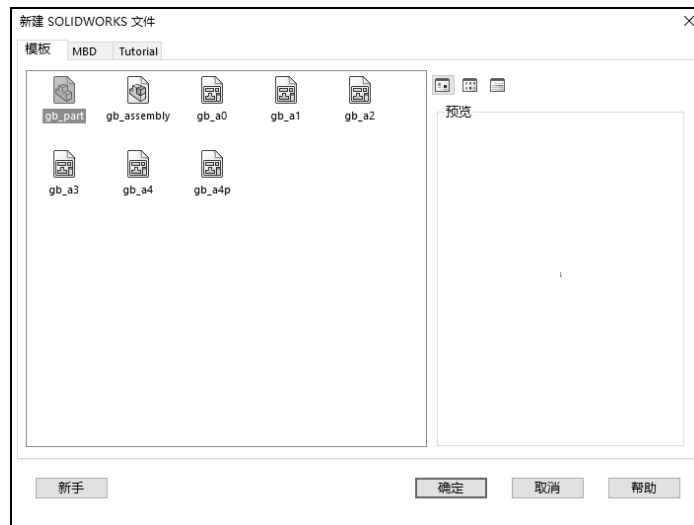 新建 SOLIDWORKS 文件
模板 MBD Tutorial
gb_part gb_assembly gb_a0 gb_a1 gb_a2
gb_a3 gb_a4 gb_a4p
预览
新手 确定 取消 帮助